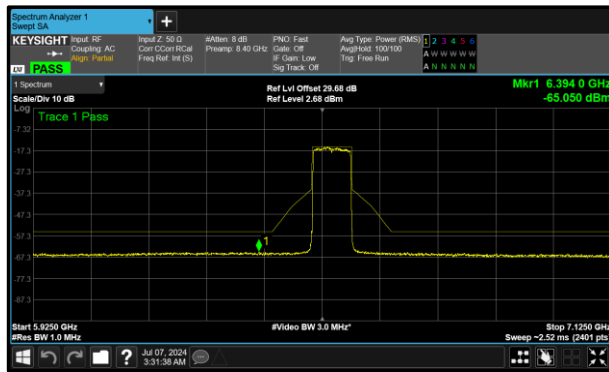 Spectrum Analyzer 1
Swept SA
KEYSIGHT
Input: RF
Coupling: AC
Align: Partial
Input Z: 50 Ω
Corr CCorr RCal
Freq Ref: Int (S)
#Atten: 8 dB
Preamp: 8.40 GHz
PNO: Fast
Gate: Off
IF Gain: Low
Sig Track: Off
Avg Type: Power (RMS)
Avg|Hold: 100/100
Trig: Free Run
1 2 3 4 5 6
A W W W W W
A N N N N N
LXI
PASS
1 Spectrum
Scale/Div 10 dB
Ref Lvl Offset 29.68 dB
Ref Level 2.68 dBm
Mkr1 6.394 0 GHz
-65.050 dBm
Log
Trace 1 Pass
-7.32
-17.3
-27.3
-37.3
-47.3
-57.3
-67.3
-77.3
-87.3
1
Start 5.9250 GHz
#Res BW 1.0 MHz
#Video BW 3.0 MHz*
Stop 7.1250 GHz
Sweep ~2.52 ms (2401 pts)
?
Jul 07, 2024
3:31:38 AM